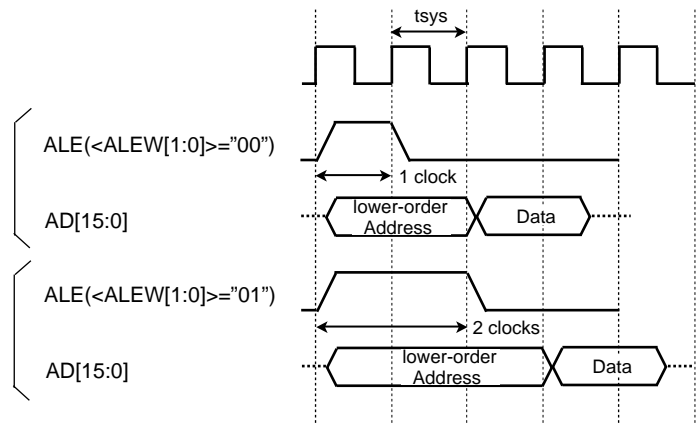 tsys
ALE(<ALEW[1:0]>="00")
1 clock
AD[15:0]
lower-order
Address
Data
ALE(<ALEW[1:0]>="01")
2 clocks
AD[15:0]
lower-order
Address
Data